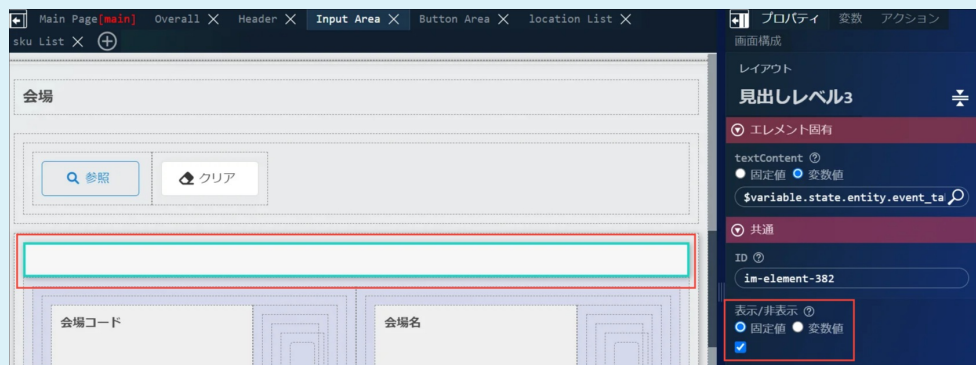 Main Page[main] Overall Header Input Area Button Area location List
sku List
会場
参照 クリア
会場コード
会場名
プロパティ 変数 アクション
画面構成
レイアウト
見出しレベル3
エレメント固有
textContent
固定値 変数値
$variable.state.entity.event_ta
共通
ID
im-element-382
表示/非表示
固定値 変数値